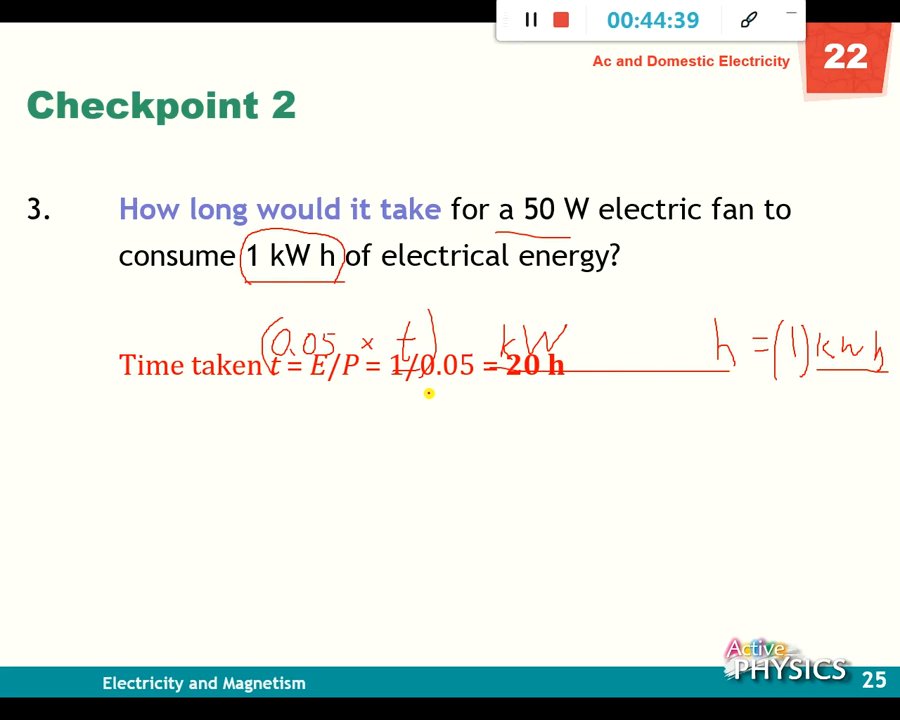 00:44:39
Ac and Domestic Electricity 22
Checkpoint 2
3. How long would it take for a 50 W electric fan to
consume 1 kW h of electrical energy?
(0.05 × t) kW h = (1) kWh
Time taken t = E/P = 1/0.05 = 20 h
Active
PHYSICS
Electricity and Magnetism 25